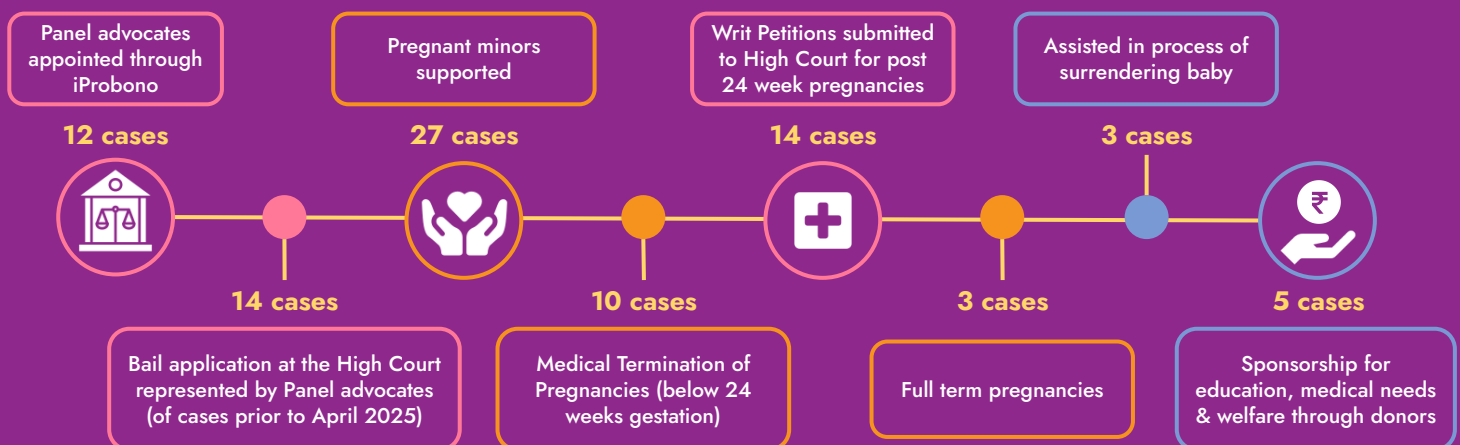 Panel advocates
appointed through
iProbono
12 cases
14 cases
Bail application at the High Court
represented by Panel advocates
(of cases prior to April 2025)
Pregnant minors
supported
27 cases
10 cases
Medical Termination of
Pregnancies (below 24
weeks gestation)
Writ Petitions submitted
to High Court for post
24 week pregnancies
14 cases
3 cases
Full term pregnancies
Assisted in process of
surrendering baby
3 cases
₹
5 cases
Sponsorship for
education, medical needs
& welfare through donors